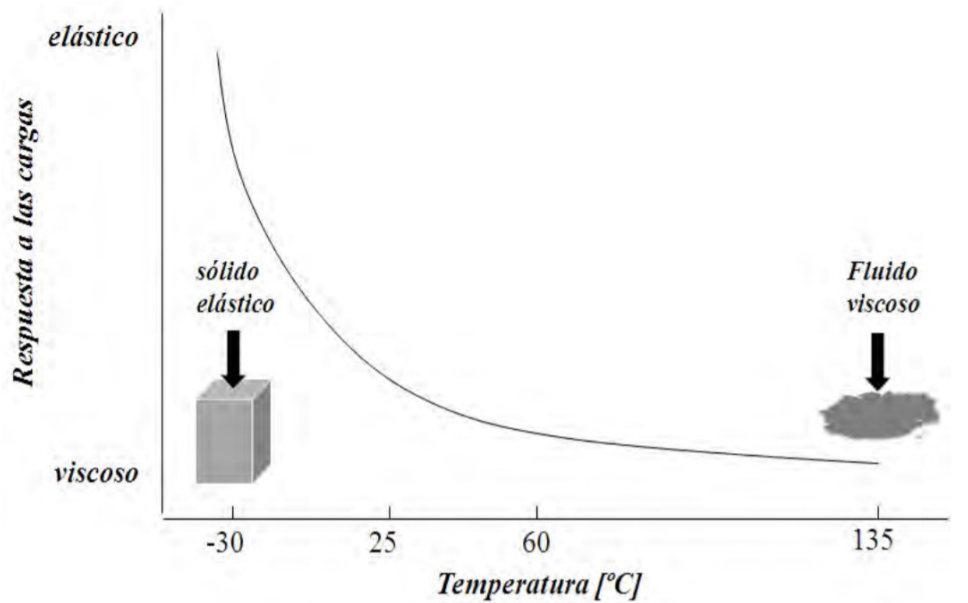 elástico
Respuesta a las cargas
sólido
elástico
Fluido
viscoso
viscoso
-30
25
60
135
Temperatura [ºC]